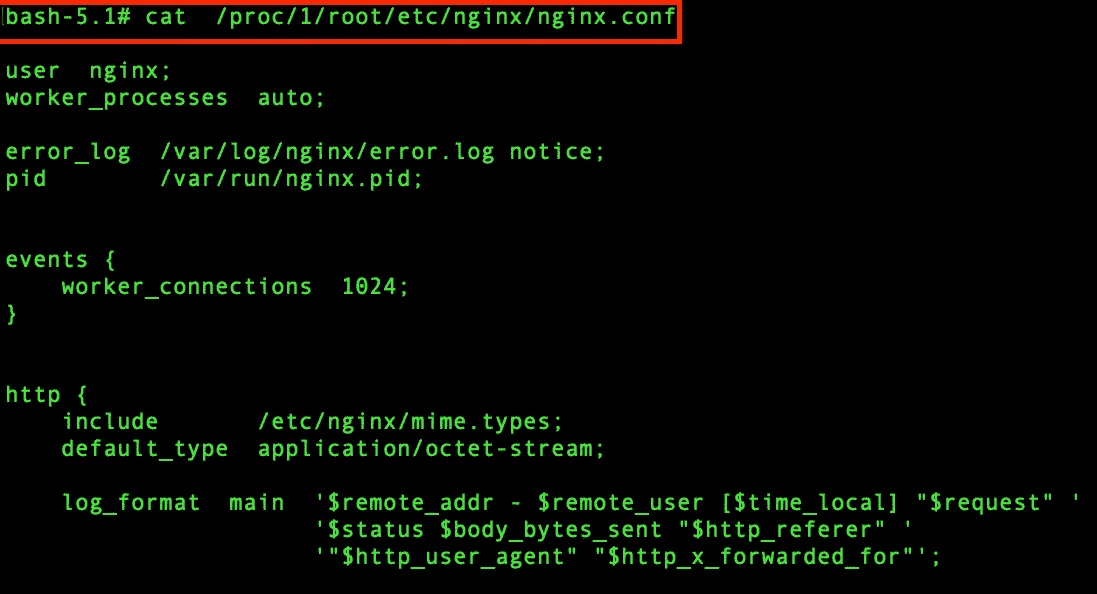 bash-5.1# cat  /proc/1/root/etc/nginx/nginx.conf
user  nginx;
worker_processes  auto;
error_log  /var/log/nginx/error.log notice;
pid        /var/run/nginx.pid;
events {
    worker_connections  1024;
}
http {
    include       /etc/nginx/mime.types;
    default_type  application/octet-stream;
    log_format  main  '$remote_addr - $remote_user [$time_local] "$request" '
                      '$status $body_bytes_sent "$http_referer" '
                      '"$http_user_agent" "$http_x_forwarded_for"';